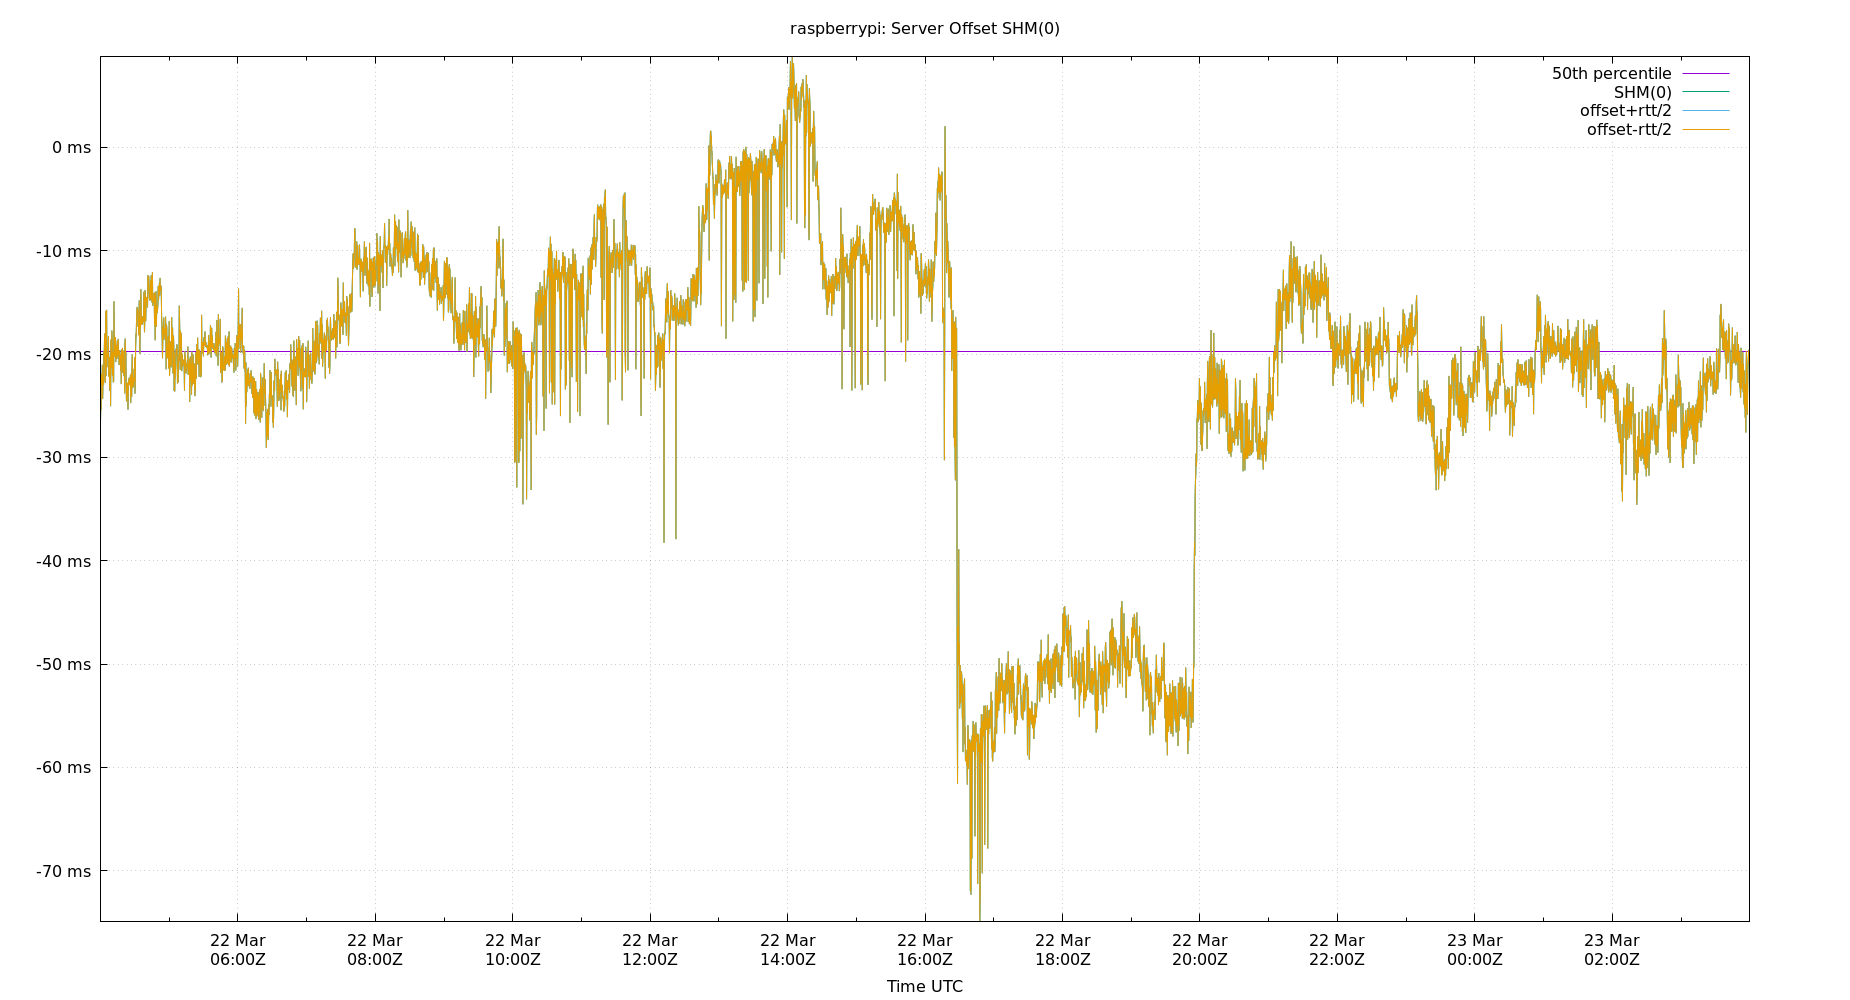 raspberrypi: Server Offset SHM(0)
50th percentile
SHM(0)
offset+rtt/2
offset-rtt/2
0 ms
-10 ms
-20 ms
-30 ms
-40 ms
-50 ms
-60 ms
-70 ms
22 Mar 22 Mar 22 Mar 22 Mar 22 Mar 22 Mar 22 Mar 22 Mar 22 Mar 23 Mar 23 Mar
06:00Z 08:00Z 10:00Z 12:00Z 14:00Z 16:00Z 18:00Z 20:00Z 22:00Z 00:00Z 02:00Z
Time UTC